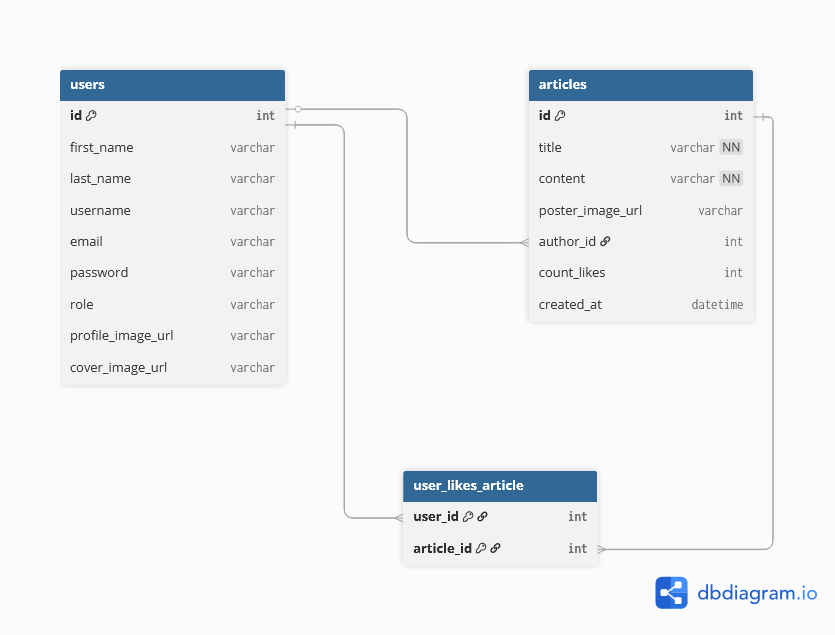 users
id int
first_name varchar
last_name varchar
username varchar
email varchar
password varchar
role varchar
profile_image_url varchar
cover_image_url varchar
articles
id int
title varchar NN
content varchar NN
poster_image_url varchar
author_id int
count_likes int
created_at datetime
user_likes_article
user_id int
article_id int
dbdiagram.io